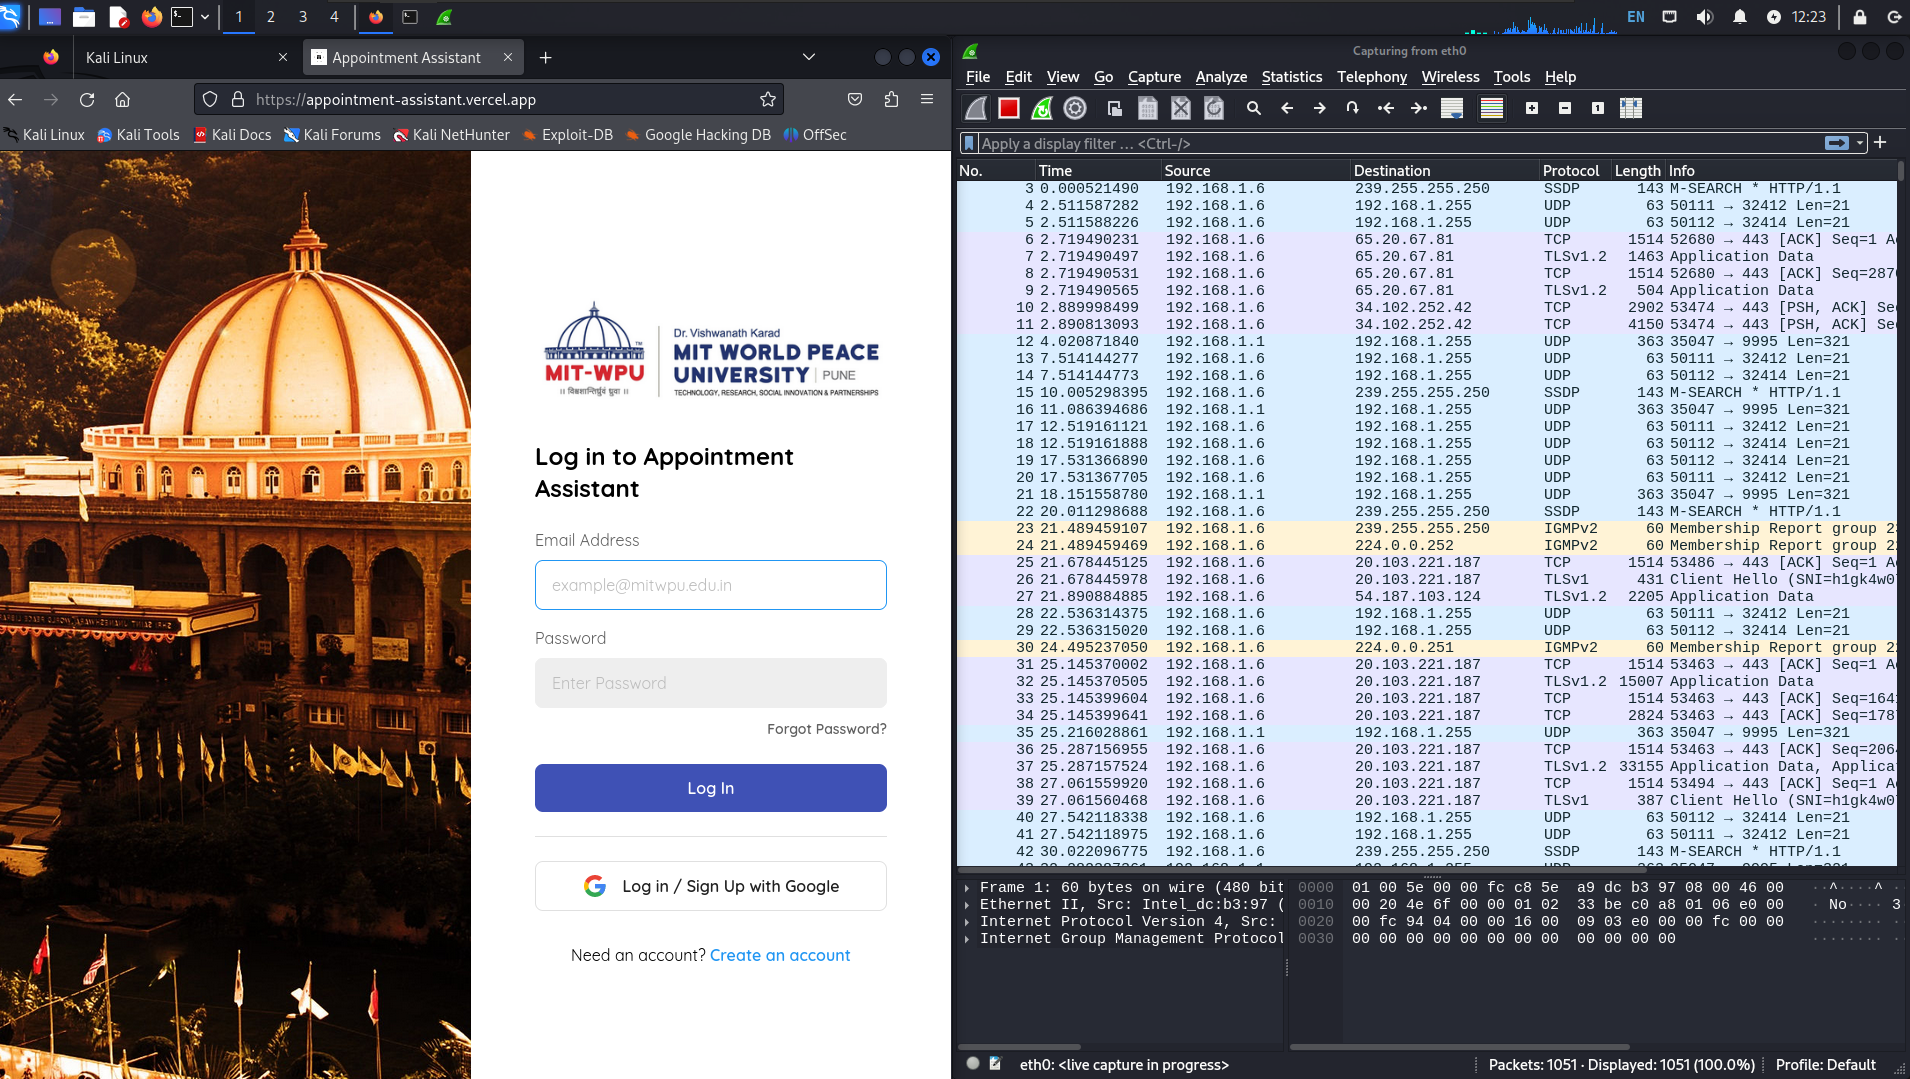 1 2 3 4
EN 12:23
Kali Linux
Appointment Assistant
https://appointment-assistant.vercel.app
Kali Linux Kali Tools Kali Docs Kali Forums Kali NetHunter Exploit-DB Google Hacking DB OffSec
Dr. Vishwanath Karad
MIT WORLD PEACE
UNIVERSITY | PUNE
TECHNOLOGY, RESEARCH, SOCIAL INNOVATION & PARTNERSHIPS
MIT-WPU
॥ विश्वशान्तिर्ध्रुवं ध्रुवा ॥
Log in to Appointment
Assistant
Email Address
example@mitwpu.edu.in
Password
Enter Password
Forgot Password?
Log In
Log in / Sign Up with Google
Need an account? Create an account
Capturing from eth0
File Edit View Go Capture Analyze Statistics Telephony Wireless Tools Help
Apply a display filter … <Ctrl-/>
No. Time Source Destination Protocol Length Info
3 0.000521490 192.168.1.6 239.255.255.250 SSDP 143 M-SEARCH * HTTP/1.1
4 2.511587282 192.168.1.6 192.168.1.255 UDP 63 50111 → 32412 Len=21
5 2.511588226 192.168.1.6 192.168.1.255 UDP 63 50112 → 32414 Len=21
6 2.719490231 192.168.1.6 65.20.67.81 TCP 1514 52680 → 443 [ACK] Seq=1 Ac
7 2.719490497 192.168.1.6 65.20.67.81 TLSv1.2 1463 Application Data
8 2.719490531 192.168.1.6 65.20.67.81 TCP 1514 52680 → 443 [ACK] Seq=2870
9 2.719490565 192.168.1.6 65.20.67.81 TLSv1.2 504 Application Data
10 2.889998499 192.168.1.6 34.102.252.42 TCP 2902 53474 → 443 [PSH, ACK] Se
11 2.890813093 192.168.1.6 34.102.252.42 TCP 4150 53474 → 443 [PSH, ACK] Se
12 4.020871840 192.168.1.1 192.168.1.255 UDP 363 35047 → 9995 Len=321
13 7.514144277 192.168.1.6 192.168.1.255 UDP 63 50111 → 32412 Len=21
14 7.514144773 192.168.1.6 192.168.1.255 UDP 63 50112 → 32414 Len=21
15 10.005298395 192.168.1.6 239.255.255.250 SSDP 143 M-SEARCH * HTTP/1.1
16 11.086394686 192.168.1.1 192.168.1.255 UDP 363 35047 → 9995 Len=321
17 12.519161121 192.168.1.6 192.168.1.255 UDP 63 50111 → 32412 Len=21
18 12.519161888 192.168.1.6 192.168.1.255 UDP 63 50112 → 32414 Len=21
19 17.531366890 192.168.1.6 192.168.1.255 UDP 63 50112 → 32414 Len=21
20 17.531367705 192.168.1.6 192.168.1.255 UDP 63 50111 → 32412 Len=21
21 18.151558780 192.168.1.1 192.168.1.255 UDP 363 35047 → 9995 Len=321
22 20.011298688 192.168.1.6 239.255.255.250 SSDP 143 M-SEARCH * HTTP/1.1
23 21.489459107 192.168.1.6 239.255.255.250 IGMPv2 60 Membership Report group 23
24 21.489459469 192.168.1.6 224.0.0.252 IGMPv2 60 Membership Report group 22
25 21.678445125 192.168.1.6 20.103.221.187 TCP 1514 53486 → 443 [ACK] Seq=1 Ac
26 21.678445978 192.168.1.6 20.103.221.187 TLSv1 431 Client Hello (SNI=h1gk4w0
27 21.890884885 192.168.1.6 54.187.103.124 TLSv1.2 2205 Application Data
28 22.536314375 192.168.1.6 192.168.1.255 UDP 63 50111 → 32412 Len=21
29 22.536315020 192.168.1.6 192.168.1.255 UDP 63 50112 → 32414 Len=21
30 24.495237050 192.168.1.6 224.0.0.251 IGMPv2 60 Membership Report group 22
31 25.145370002 192.168.1.6 20.103.221.187 TCP 1514 53463 → 443 [ACK] Seq=1 Ac
32 25.145370505 192.168.1.6 20.103.221.187 TLSv1.2 15007 Application Data
33 25.145399604 192.168.1.6 20.103.221.187 TCP 1514 53463 → 443 [ACK] Seq=1641
34 25.145399641 192.168.1.6 20.103.221.187 TCP 2824 53463 → 443 [ACK] Seq=1787
35 25.216028861 192.168.1.1 192.168.1.255 UDP 363 35047 → 9995 Len=321
36 25.287156955 192.168.1.6 20.103.221.187 TCP 1514 53463 → 443 [ACK] Seq=2064
37 25.287157524 192.168.1.6 20.103.221.187 TLSv1.2 33155 Application Data, Applica
38 27.061559920 192.168.1.6 20.103.221.187 TCP 1514 53494 → 443 [ACK] Seq=1 Ac
39 27.061560468 192.168.1.6 20.103.221.187 TLSv1 387 Client Hello (SNI=h1gk4w0
40 27.542118338 192.168.1.6 192.168.1.255 UDP 63 50112 → 32414 Len=21
41 27.542118975 192.168.1.6 192.168.1.255 UDP 63 50111 → 32412 Len=21
42 30.022096775 192.168.1.6 239.255.255.250 SSDP 143 M-SEARCH * HTTP/1.1
Frame 1: 60 bytes on wire (480 bit
Ethernet II, Src: Intel_dc:b3:97 (
Internet Protocol Version 4, Src:
Internet Group Management Protocol
0000 01 00 5e 00 00 fc c8 5e a9 dc b3 97 08 00 46 00 ··^····^ ·
0010 00 20 4e 6f 00 00 01 02 33 be c0 a8 01 06 e0 00 · No···· 3
0020 00 fc 94 04 00 00 16 00 09 03 e0 00 00 fc 00 00 ········ ·
0030 00 00 00 00 00 00 00 00 00 00 00 00 ········ ·
eth0: <live capture in progress>
Packets: 1051 · Displayed: 1051 (100.0%)
Profile: Default